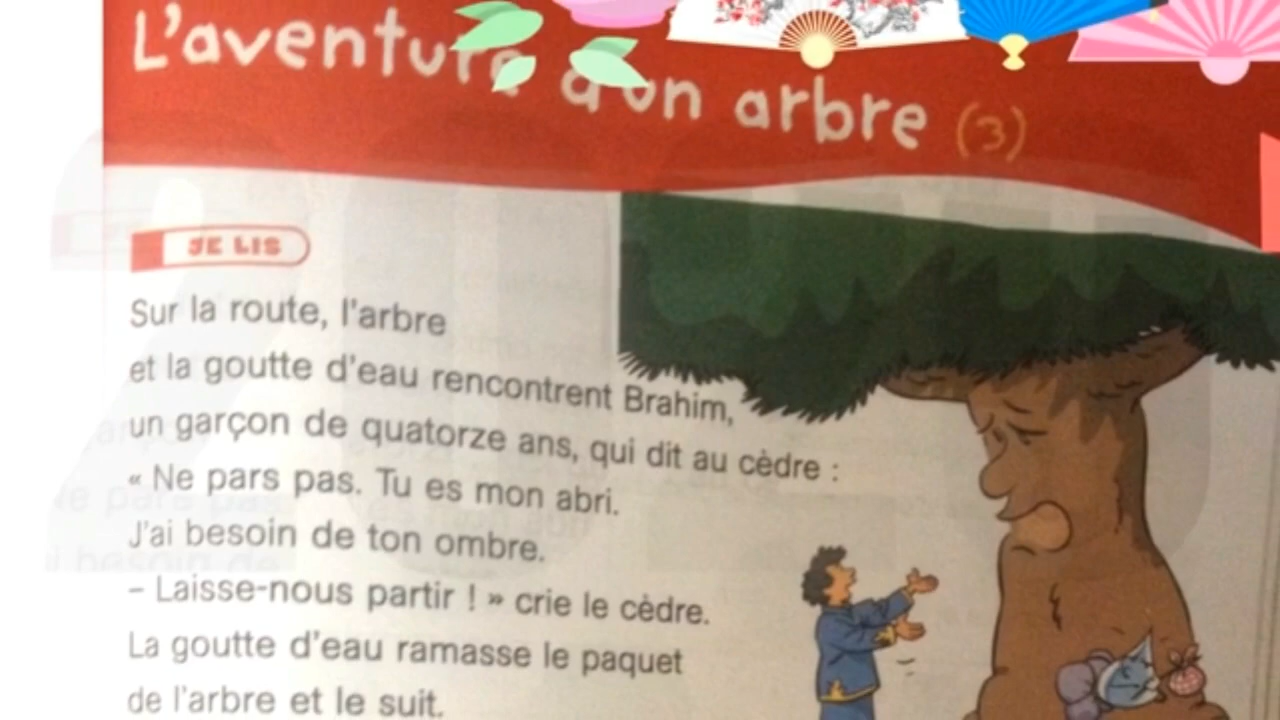 L'aventure d'un arbre (3)
JE LIS
Sur la route, l'arbre
et la goutte d'eau rencontrent Brahim,
un garçon de quatorze ans, qui dit au cèdre :
« Ne pars pas. Tu es mon abri.
J'ai besoin de ton ombre.
– Laisse-nous partir ! » crie le cèdre.
La goutte d'eau ramasse le paquet
de l'arbre et le suit.